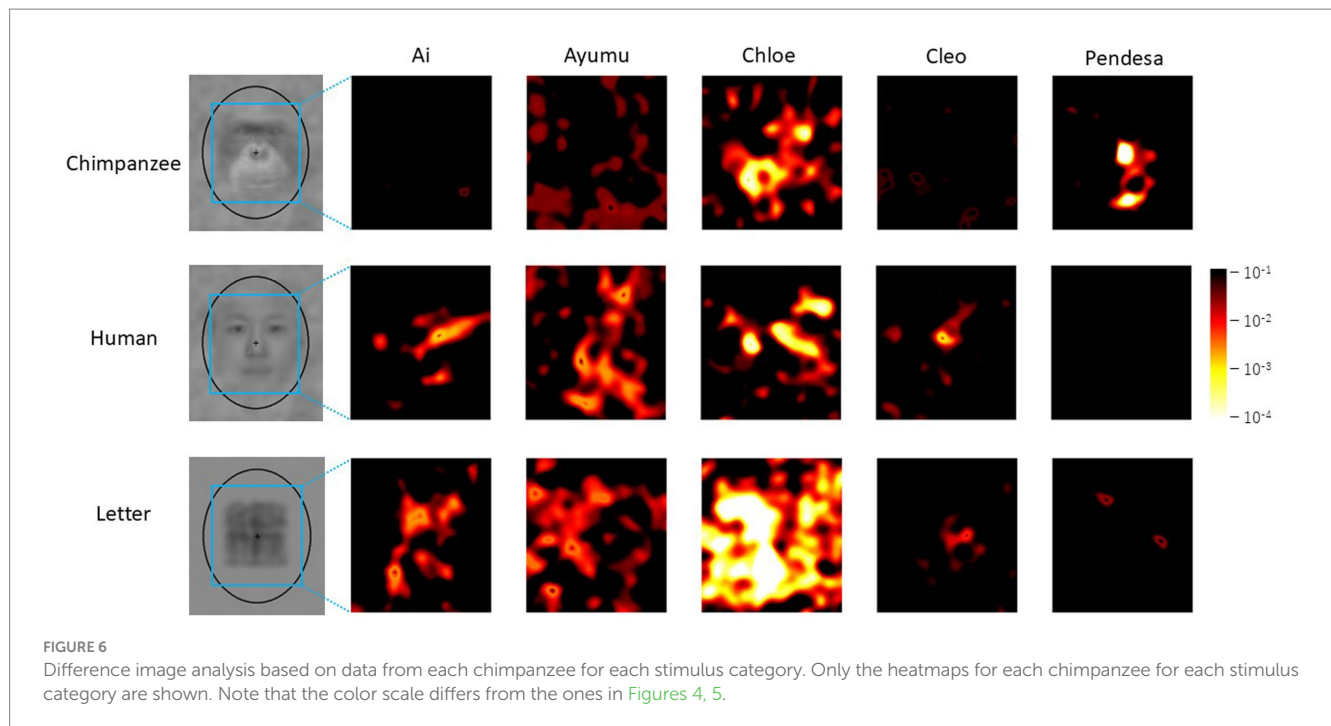 Ai Ayumu Chloe Cleo Pendesa
Chimpanzee
Human
10⁻¹
10⁻²
10⁻³
10⁻⁴
Letter
FIGURE 6
Difference image analysis based on data from each chimpanzee for each stimulus category. Only the heatmaps for each chimpanzee for each stimulus
category are shown. Note that the color scale differs from the ones in Figures 4, 5.